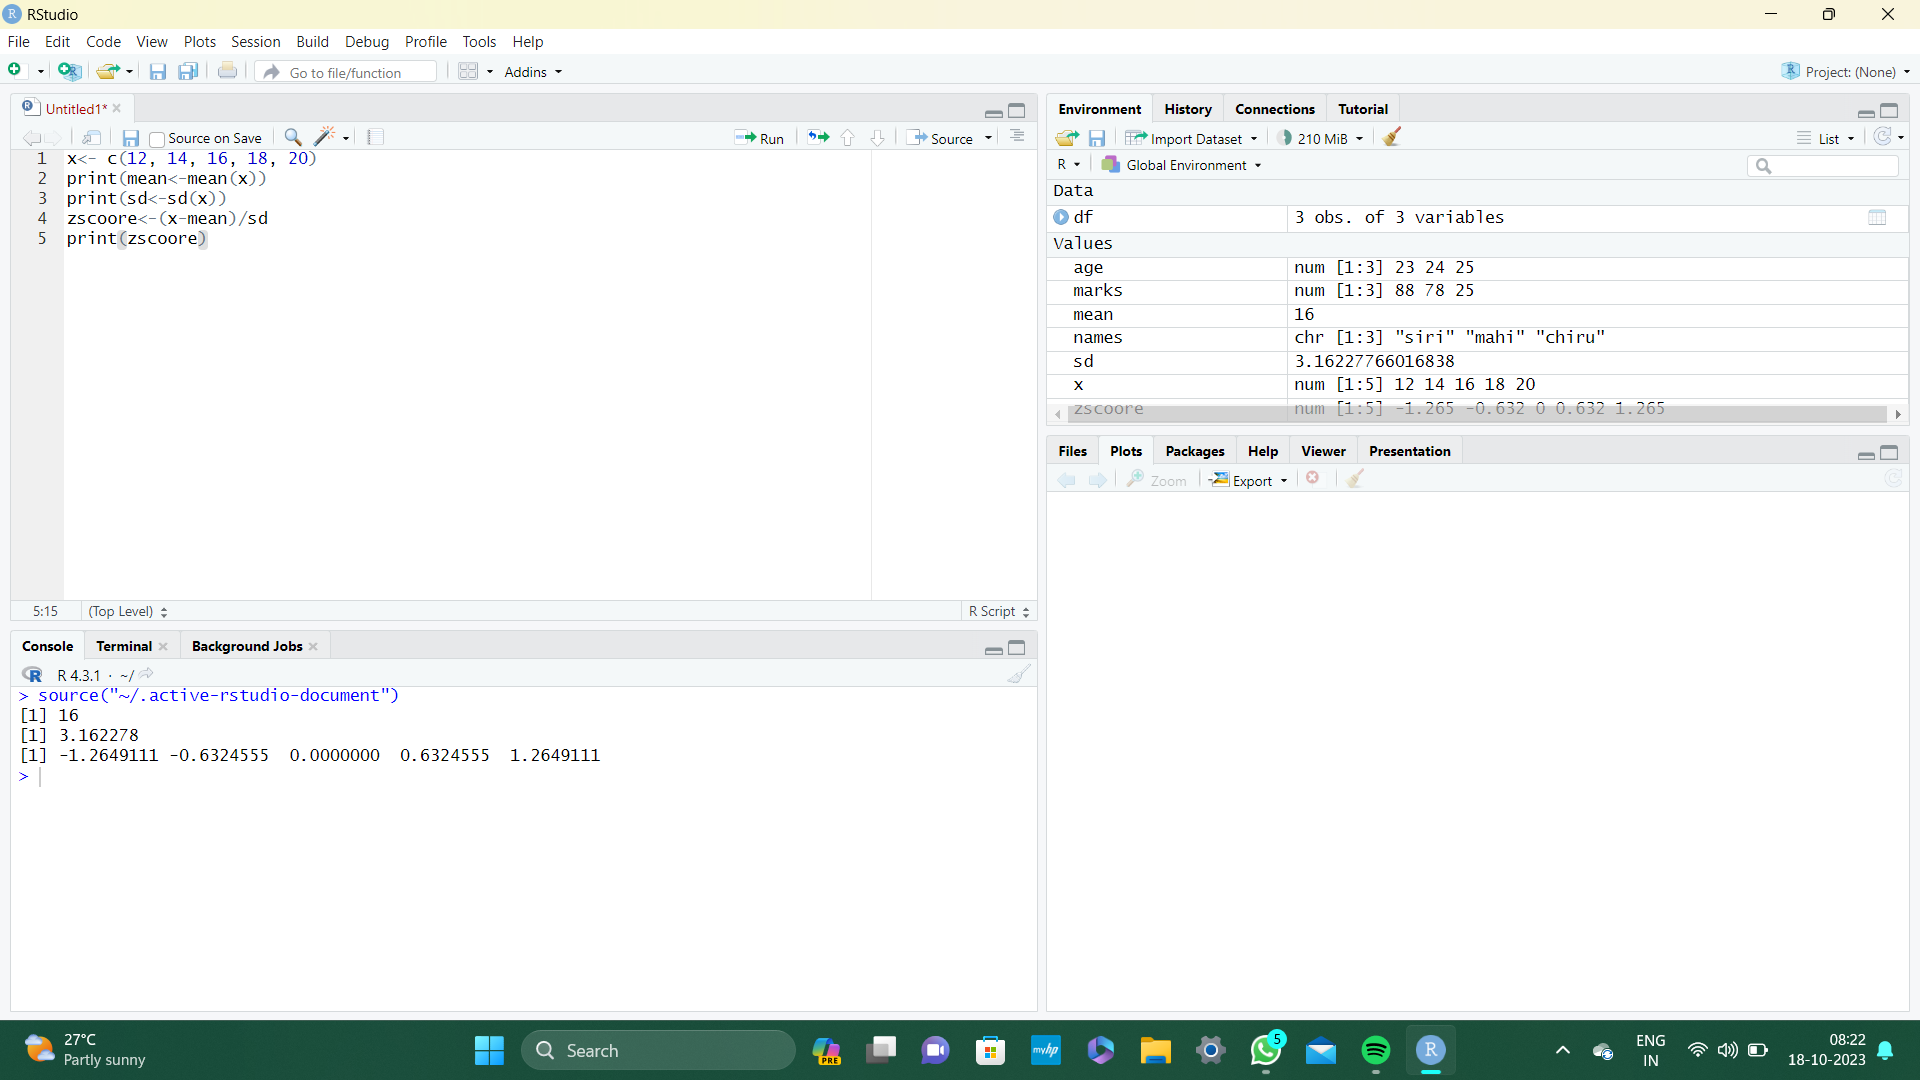 RStudio
File Edit Code View Plots Session Build Debug Profile Tools Help
Go to file/function Addins Project: (None)
Untitled1*
Source on Save Run Source
1 x<- c(12, 14, 16, 18, 20)
2 print(mean<-mean(x))
3 print(sd<-sd(x))
4 zscoore<-(x-mean)/sd
5 print(zscoore)
5:15 (Top Level) R Script
Console Terminal Background Jobs
R 4.3.1 · ~/
> source("~/.active-rstudio-document")
[1] 16
[1] 3.162278
[1] -1.2649111 -0.6324555 0.0000000 0.6324555 1.2649111
>
Environment History Connections Tutorial
Import Dataset 210 MiB List
R Global Environment
Data
df 3 obs. of 3 variables
Values
age num [1:3] 23 24 25
marks num [1:3] 88 78 25
mean 16
names chr [1:3] "siri" "mahi" "chiru"
sd 3.16227766016838
x num [1:5] 12 14 16 18 20
zscoore num [1:5] -1.265 -0.632 0 0.632 1.265
Files Plots Packages Help Viewer Presentation
Zoom Export
27°C
Partly sunny
Search
PRE
myhp
5
R
ENG
IN
08:22
18-10-2023